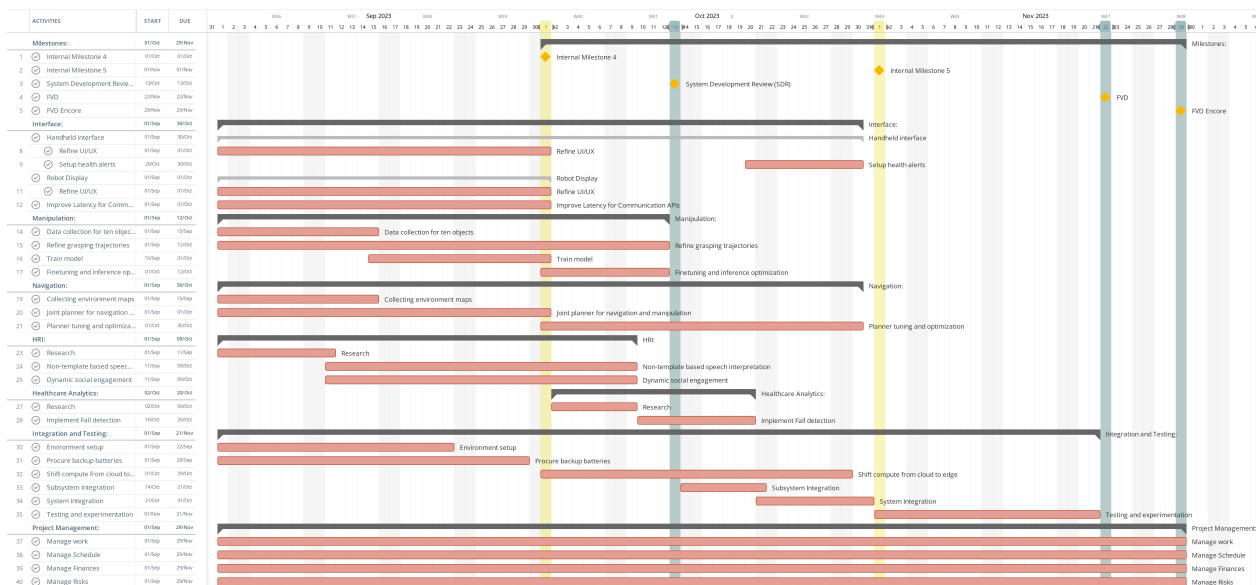 W36 Sep 2023 W37 W38 W39 W40 W41 Oct 2023 W43 W44 W45 Nov 2023 W47 W48
ACTIVITIES START DUE
Milestones: 01/Oct 29/Nov Milestones:
1 Internal Milestone 4 01/Oct 01/Oct Internal Milestone 4
2 Internal Milestone 5 01/Nov 01/Nov Internal Milestone 5
3 System Development Revie... 13/Oct 13/Oct System Development Review (SDR)
4 FVD 22/Nov 22/Nov FVD
5 FVD Encore 29/Nov 29/Nov FVD Encore
Interface: 01/Sep 30/Oct Interface:
Handheld interface 01/Sep 30/Oct Handheld interface
8 Refine UI/UX 01/Sep 01/Oct Refine UI/UX
9 Setup health alerts 20/Oct 30/Oct Setup health alerts
Robot Display 01/Sep 01/Oct Robot Display
11 Refine UI/UX 01/Sep 01/Oct Refine UI/UX
12 Improve Latency for Comm... 01/Sep 01/Oct Improve Latency for Communication APIs
Manipulation: 01/Sep 12/Oct Manipulation:
14 Data collection for ten objec... 01/Sep 15/Sep Data collection for ten objects
15 Refine grasping trajectories 01/Sep 12/Oct Refine grasping trajectories
16 Train model 15/Sep 01/Oct Train model
17 Finetuning and inference op... 01/Oct 12/Oct Finetuning and inference optimization
Navigation: 01/Sep 30/Oct Navigation:
19 Collecting environment maps 01/Sep 15/Sep Collecting environment maps
20 Joint planner for navigation ... 01/Sep 01/Oct Joint planner for navigation and manipulation
21 Planner tuning and optimiza... 01/Oct 30/Oct Planner tuning and optimization
HRI: 01/Sep 09/Oct HRI:
23 Research 01/Sep 11/Sep Research
24 Non-template based speec... 11/Sep 09/Oct Non-template based speech interpretation
25 Dynamic social engagement 11/Sep 09/Oct Dynamic social engagement
Healthcare Analytics: 02/Oct 20/Oct Healthcare Analytics:
27 Research 02/Oct 09/Oct Research
28 Implement Fall detection 10/Oct 20/Oct Implement Fall detection
Integration and Testing: 01/Sep 21/Nov Integration and Testing:
30 Environment setup 01/Sep 22/Sep Environment setup
31 Procure backup batteries 01/Sep 29/Sep Procure backup batteries
32 Shift compute from cloud to... 01/Oct 29/Oct Shift compute from cloud to edge
33 Subsystem Integration 14/Oct 21/Oct Subsystem Integration
34 System Integration 21/Oct 31/Oct System Integration
35 Testing and experimentation 01/Nov 21/Nov Testing and experimentation
Project Management: 01/Sep 29/Nov Project Management:
37 Manage work 01/Sep 29/Nov Manage work
38 Manage Schedule 01/Sep 29/Nov Manage Schedule
39 Manage Finances 01/Sep 29/Nov Manage Finances
40 Manage Risks 01/Sep 29/Nov Manage Risks